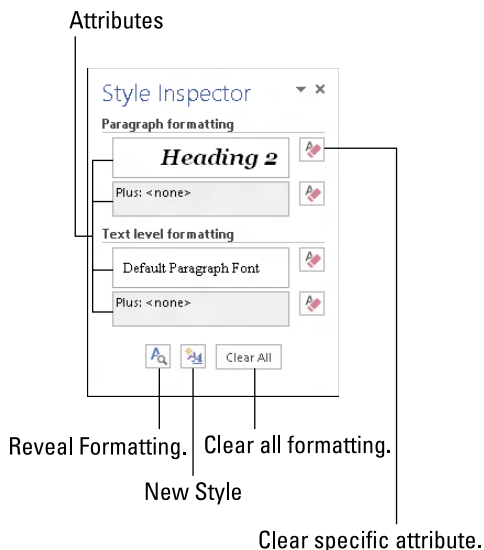 Attributes
Style Inspector
Paragraph formatting
Heading 2
Plus: <none>
Text level formatting
Default Paragraph Font
Plus: <none>
Clear All
Reveal Formatting. Clear all formatting.
New Style
Clear specific attribute.